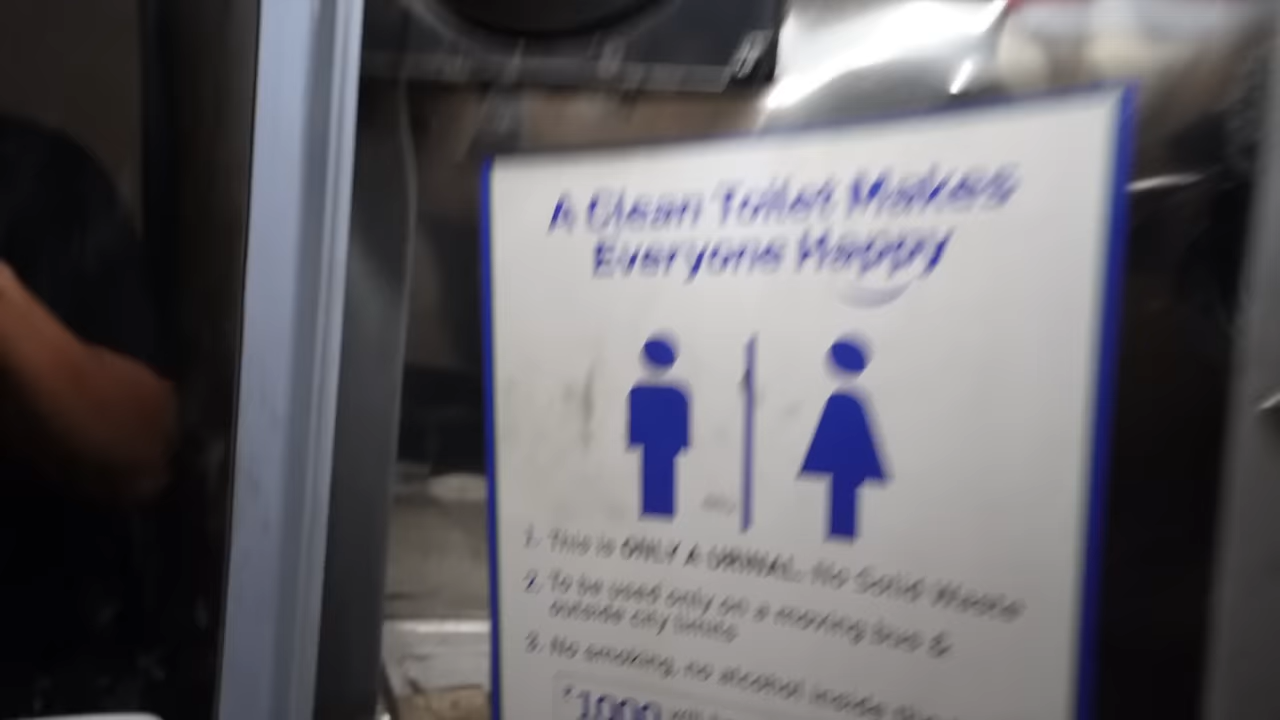 A Clean Toilet Makes
Everyone Happy
1. This is ONLY A URINAL. No Solid Waste
2. To be used only on a moving bus &
outside city limits
3. No smoking, no alcohol inside
1000 will